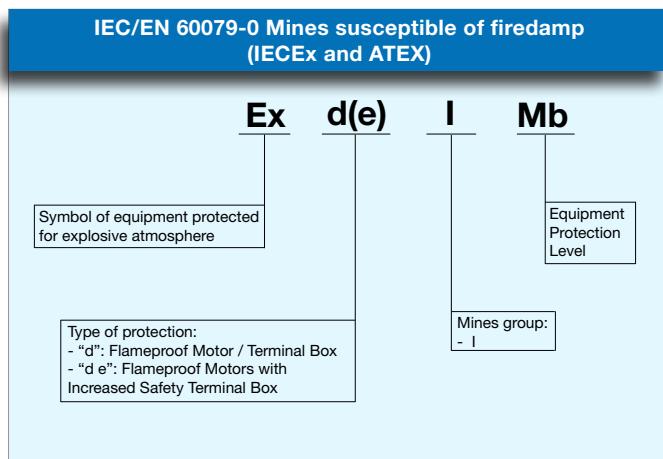 IEC/EN 60079-0 Mines susceptible of firedamp
(IECEx and ATEX)
Ex d(e) I Mb
Symbol of equipment protected
for explosive atmosphere
Equipment
Protection
Level
Type of protection:
- “d”: Flameproof Motor / Terminal Box
- “d e”: Flameproof Motors with
Increased Safety Terminal Box
Mines group:
- I